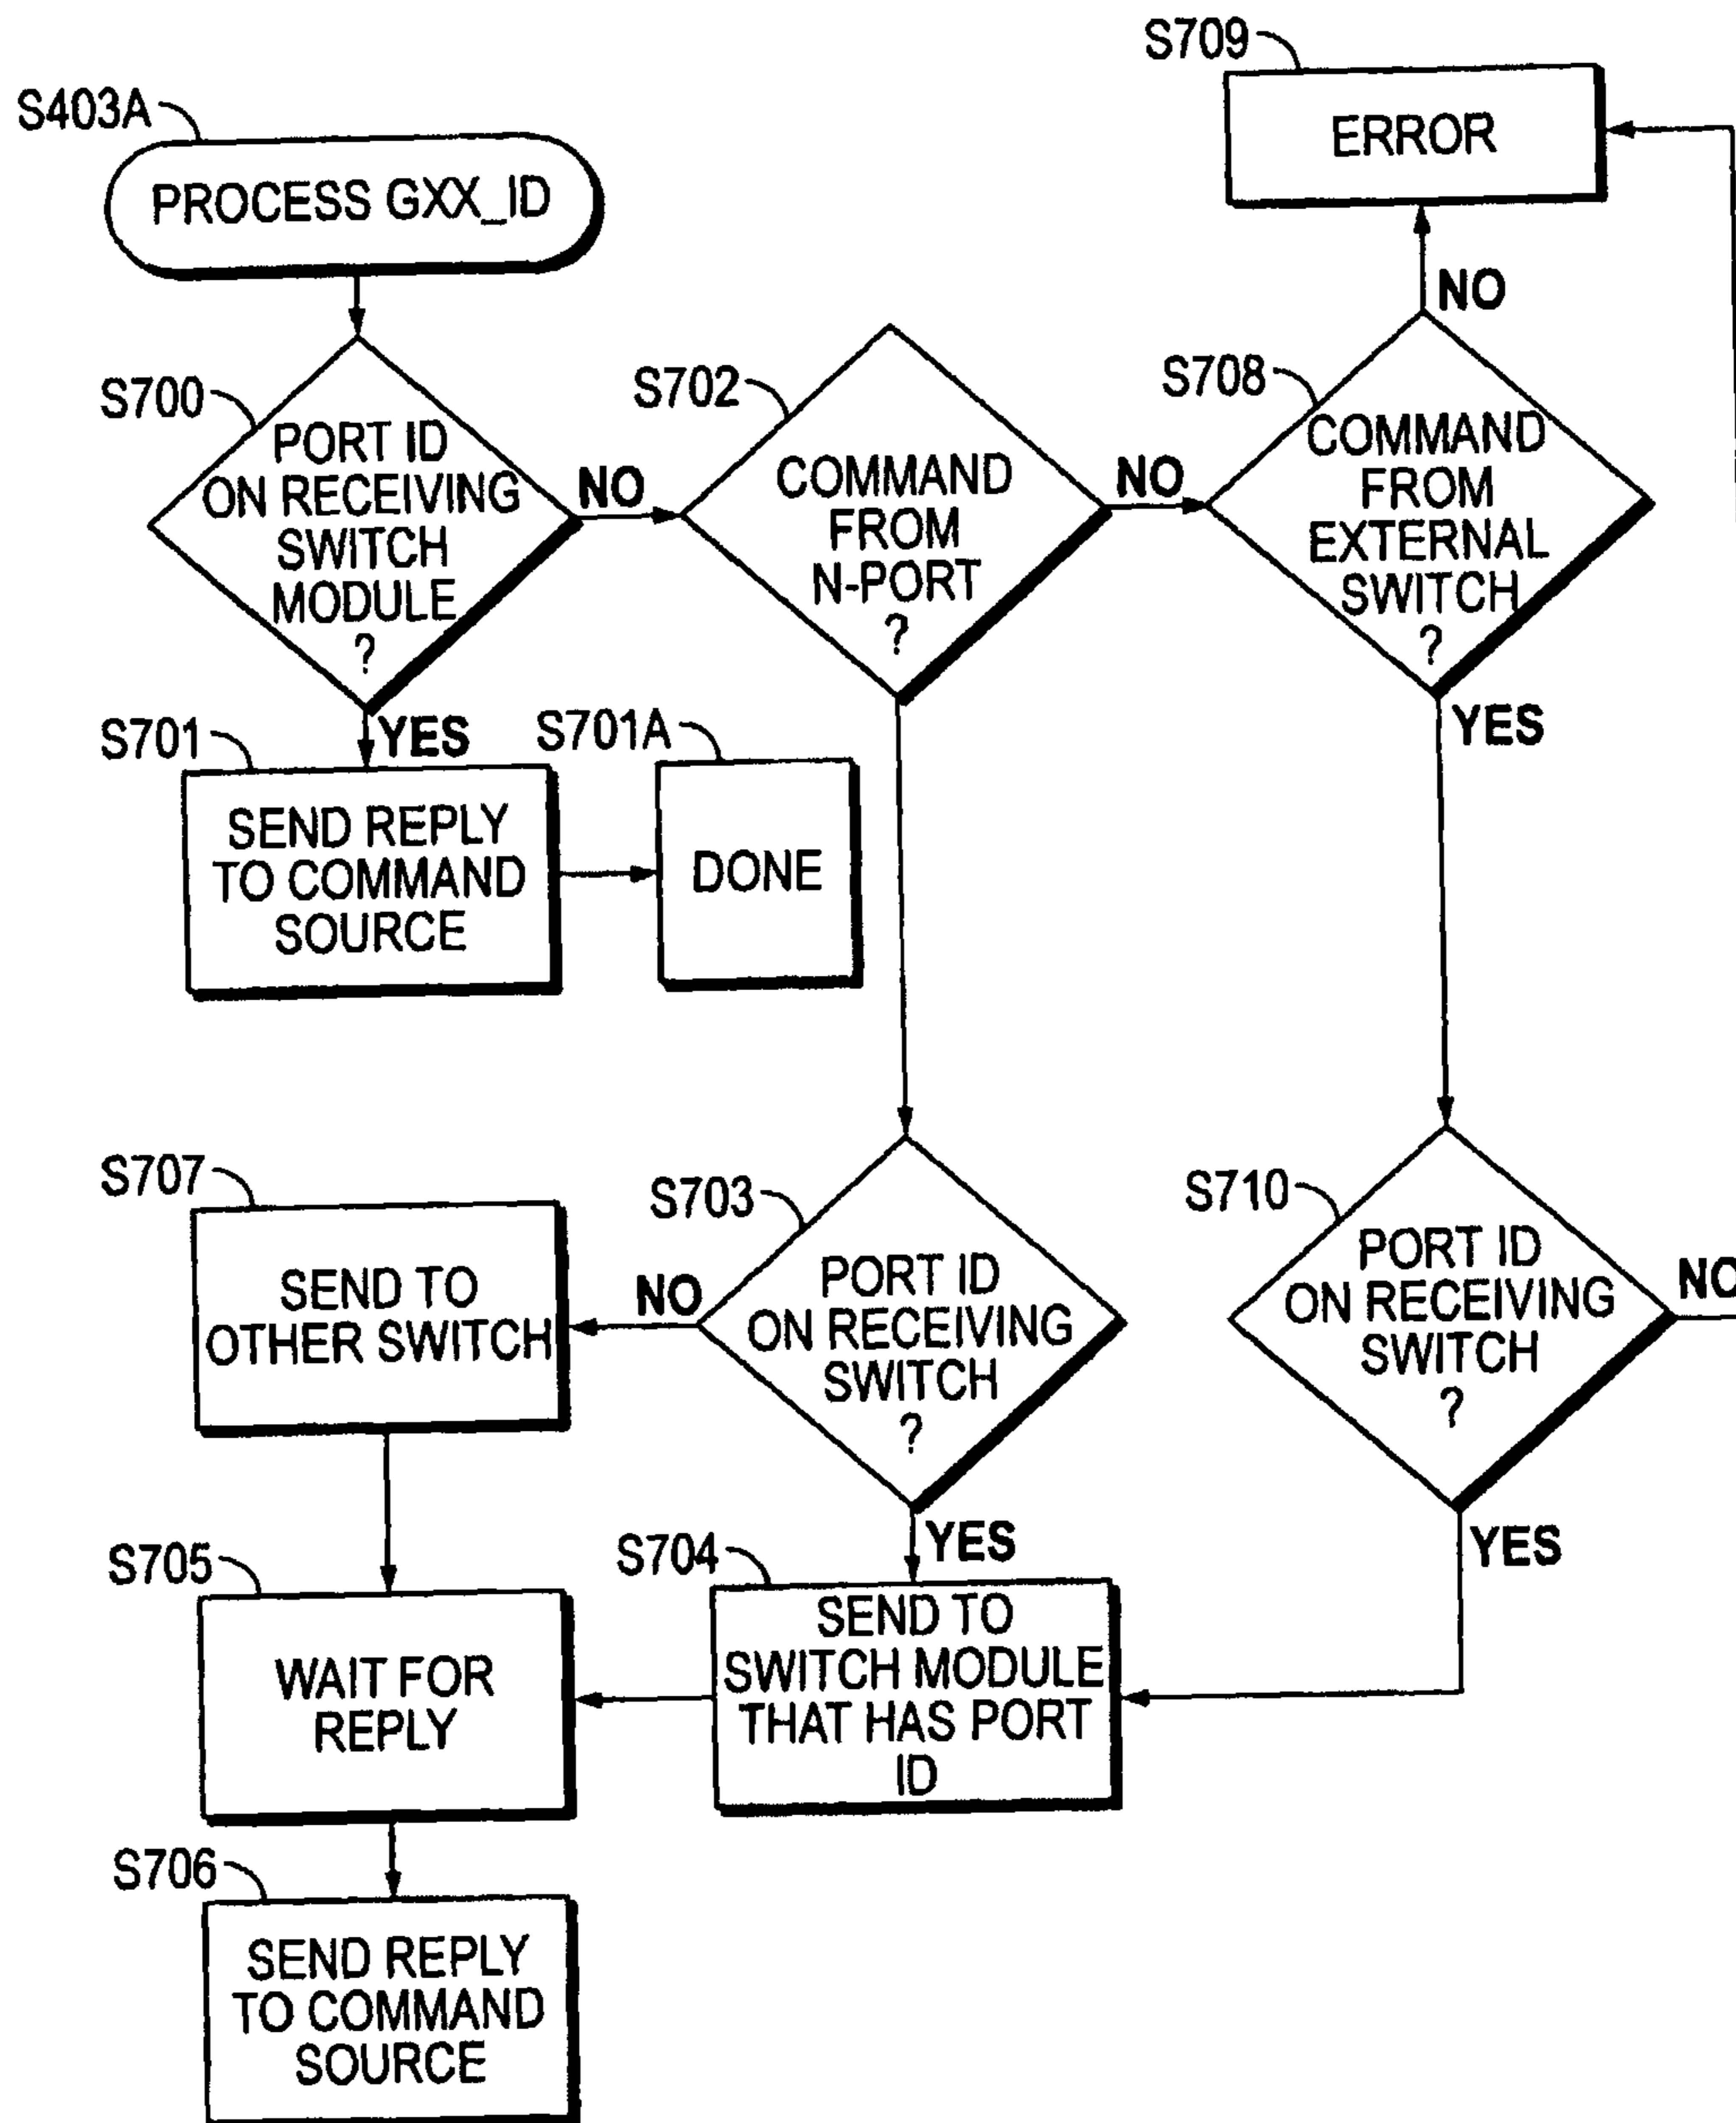 S709
ERROR
S403A
PROCESS GXX_ID
NO
S700
PORT ID
ON RECEIVING
SWITCH
MODULE
?
NO
S702
COMMAND
FROM
N-PORT
?
NO
S708
COMMAND
FROM
EXTERNAL
SWITCH
?
YES
YES
S701
SEND REPLY
TO COMMAND
SOURCE
S701A
DONE
S707
SEND TO
OTHER SWITCH
NO
S703
PORT ID
ON RECEIVING
SWITCH
?
YES
S710
PORT ID
ON RECEIVING
SWITCH
?
NO
YES
S705
WAIT FOR
REPLY
S704
SEND TO
SWITCH MODULE
THAT HAS PORT
ID
S706
SEND REPLY
TO COMMAND
SOURCE